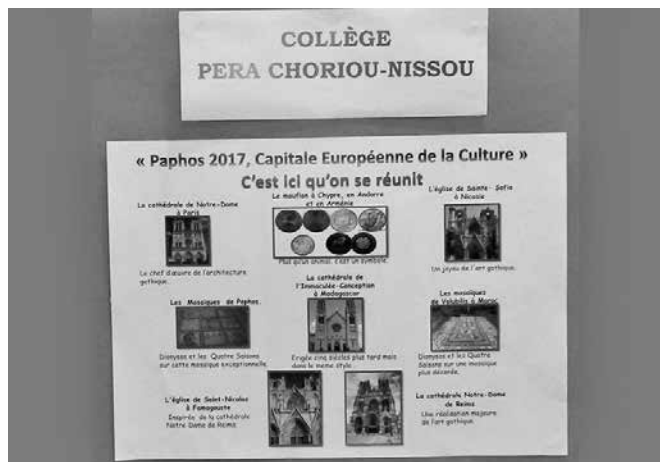 COLLÈGE
PERA CHORIOU-NISSOU
« Paphos 2017, Capitale Européenne de la Culture »
C'est ici qu'on se réunit
La cathédrale de Notre-Dame
à Paris
Le chef d'œuvre de l'architecture
gothique.
Le mouflon à Chypre, en Andorre
et en Arménie
Plus qu'un animal, c'est un symbole.
L'église de Sainte- Sofie
à Nicosie
Un joyau de l'art gothique.
Les Mosaïques de Paphos.
Dionysos et les Quatre Saisons
sur cette mosaïque exceptionnelle.
La cathédrale de
l'Immaculée-Conception
à Madagascar
Erigée cinq siècles plus tard mais
dans le meme style.
Les mosaïques
de Volubilis à Maroc
Dionysos et les Quatre
Saisons sur une mosaïque
plus décorée.
L'église de Saint-Nicolas
à Famagouste
Inspirée de la cathédrale
Notre Dame de Reims
La cathédrale Notre-Dame
de Reims
Une réalisation majeure
de l'art gothique.